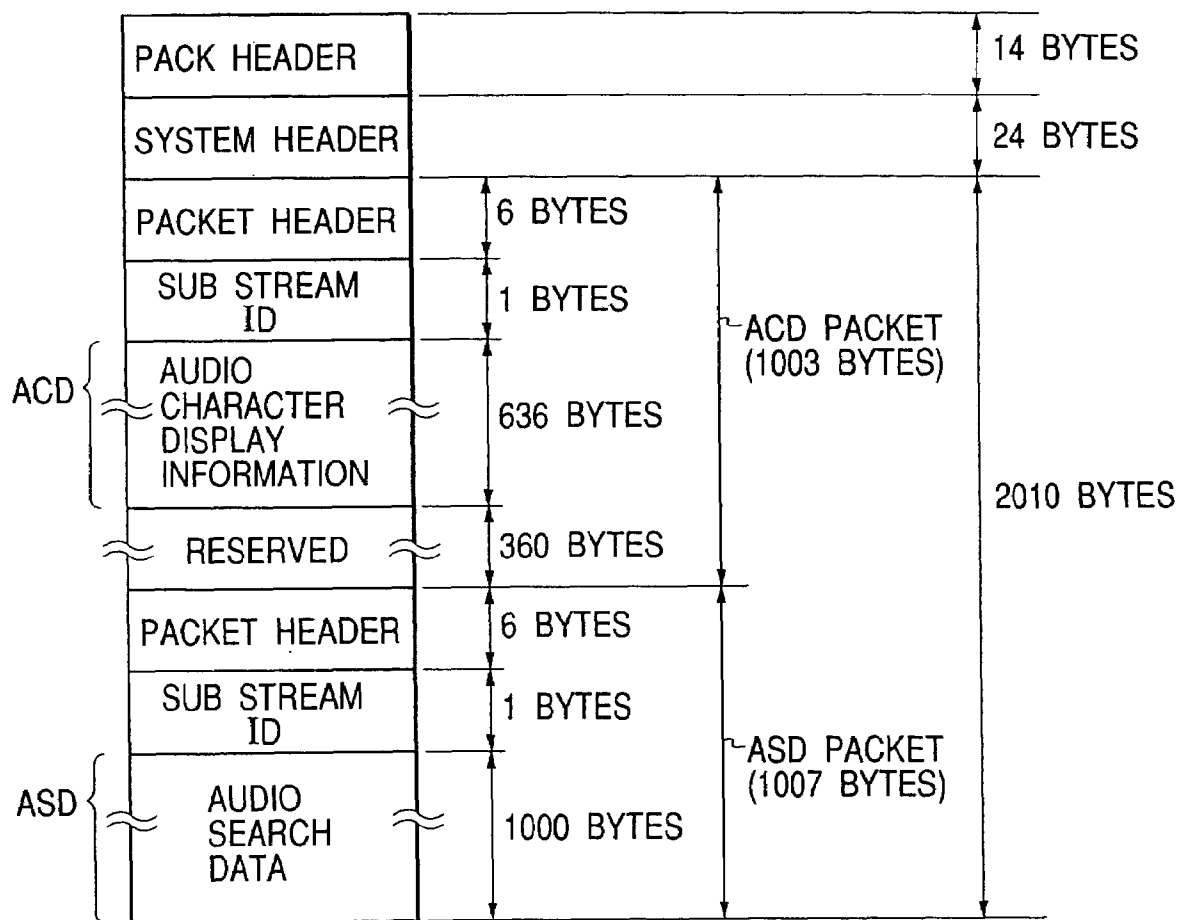 PACK HEADER
14 BYTES
SYSTEM HEADER
24 BYTES
PACKET HEADER
6 BYTES
SUB STREAM
ID
1 BYTES
ACD PACKET
(1003 BYTES)
ACD
AUDIO
CHARACTER
DISPLAY
INFORMATION
636 BYTES
2010 BYTES
RESERVED
360 BYTES
PACKET HEADER
6 BYTES
SUB STREAM
ID
1 BYTES
ASD PACKET
(1007 BYTES)
ASD
AUDIO
SEARCH
DATA
1000 BYTES